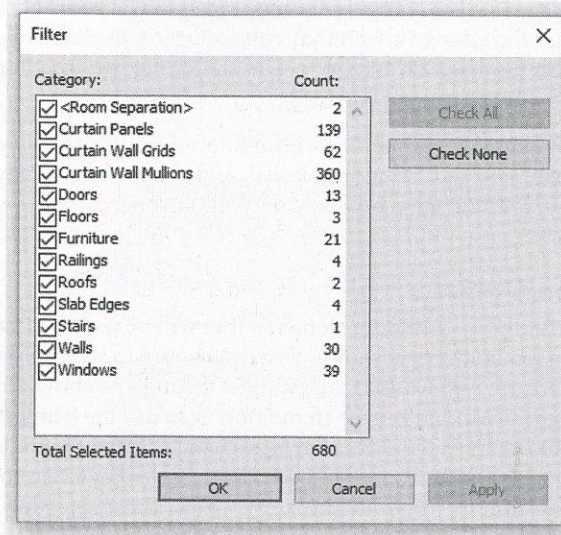 Filter
Category: Count:
<Room Separation> 2
Curtain Panels 139
Curtain Wall Grids 62
Curtain Wall Mullions 360
Doors 13
Floors 3
Furniture 21
Railings 4
Roofs 2
Slab Edges 4
Stairs 1
Walls 30
Windows 39
Check All
Check None
Total Selected Items: 680
OK Cancel Apply